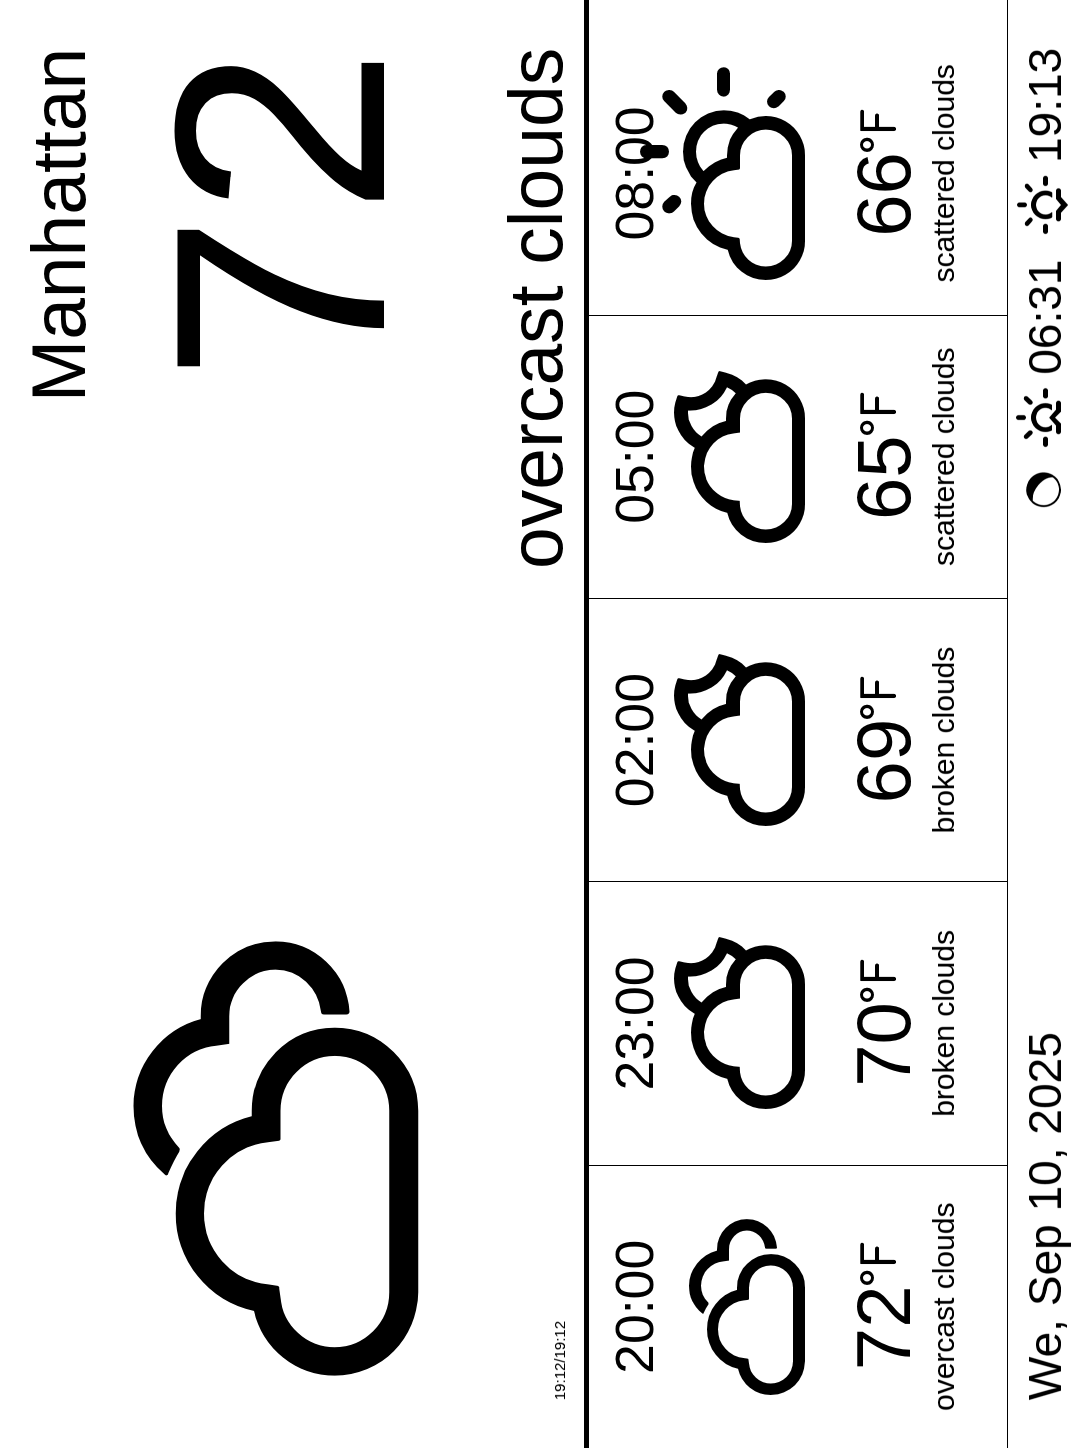 Manhattan
72
overcast clouds
19:12/19:12
20:00
23:00
02:00
05:00
08:00
72°F
70°F
69°F
65°F
66°F
overcast clouds
broken clouds
broken clouds
scattered clouds
scattered clouds
We, Sep 10, 2025
06:31
19:13